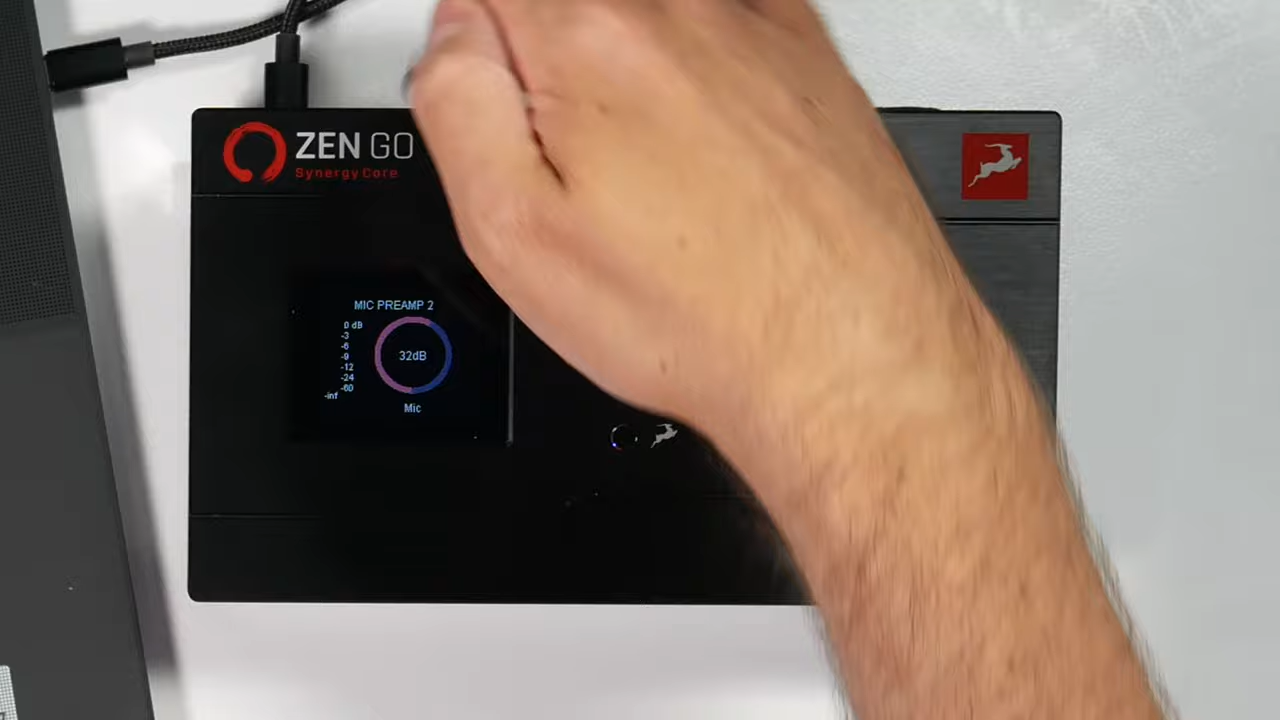 ZEN GO
Synergy Core
MIC PREAMP 2
0 dB
-3
-6
-9
-12
-24
-60
-inf
32dB
Mic